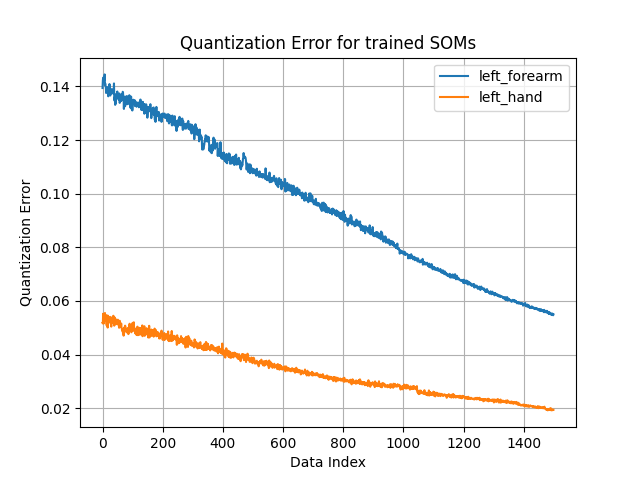 Quantization Error for trained SOMs
left_forearm
left_hand
Quantization Error
0.14
0.12
0.10
0.08
0.06
0.04
0.02
0 200 400 600 800 1000 1200 1400
Data Index